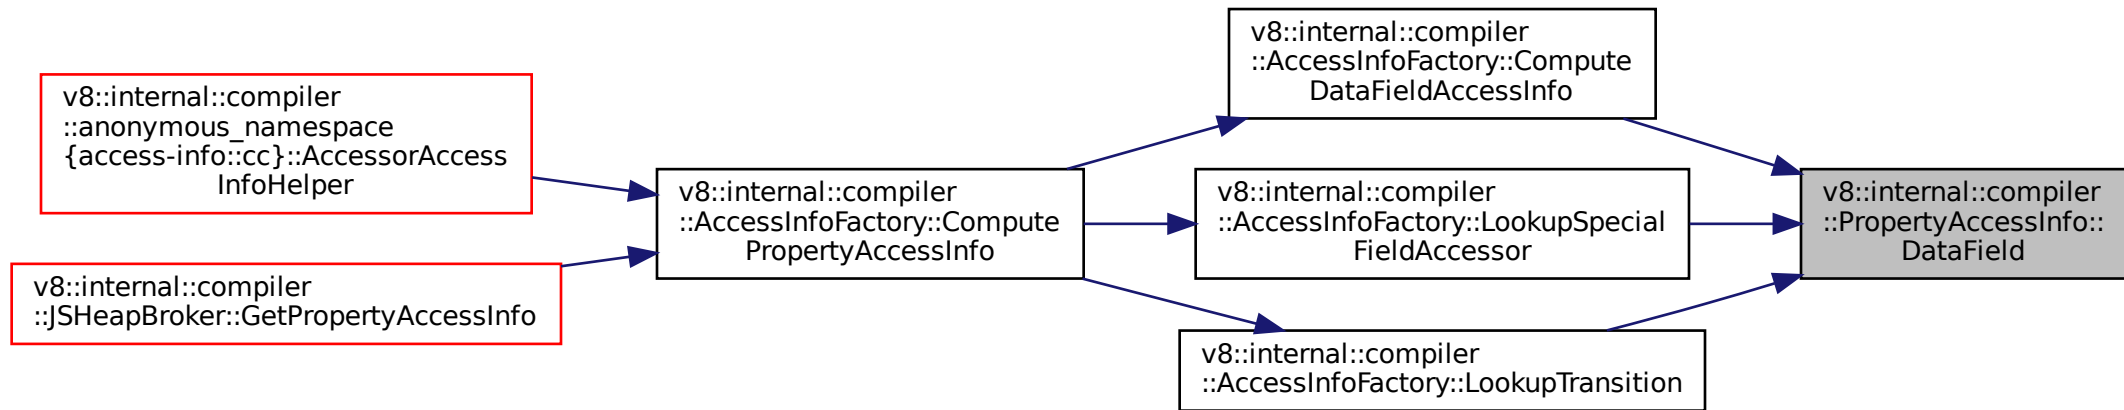 v8::internal::compiler
::anonymous_namespace
{access-info::cc}::AccessorAccess
InfoHelper
v8::internal::compiler
::JSHeapBroker::GetPropertyAccessInfo
v8::internal::compiler
::AccessInfoFactory::Compute
PropertyAccessInfo
v8::internal::compiler
::AccessInfoFactory::Compute
DataFieldAccessInfo
v8::internal::compiler
::AccessInfoFactory::LookupSpecial
FieldAccessor
v8::internal::compiler
::AccessInfoFactory::LookupTransition
v8::internal::compiler
::PropertyAccessInfo::
DataField